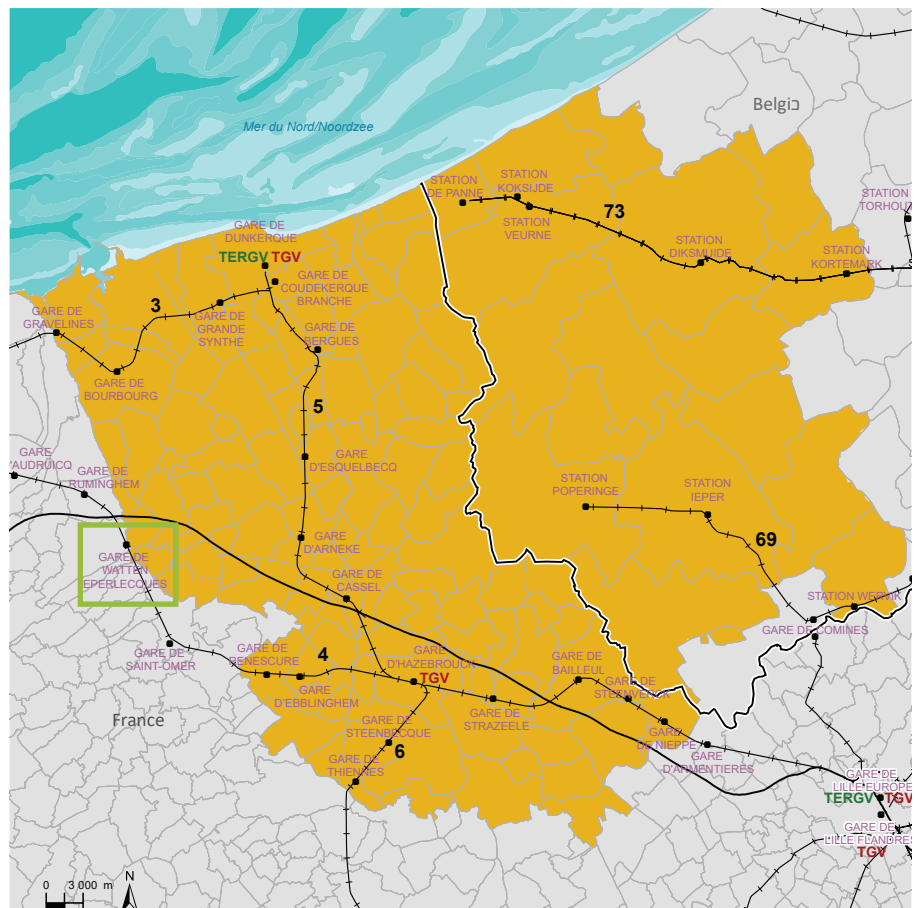 Belgiב
Mer du Nord/Noordzee
STATION
DE PANNE
STATION
KOKSIJDE
STATION
VEURNE
73
STATION
TORHOUT
STATION
DIKSMUIDE
STATION
KORTEMARK
GARE DE
DUNKERQUE
TERGV TGV
GARE DE
COUDEKERQUE
BRANCHE
3
GARE DE
GRAVELINES
GARE DE
GRANDE
SYNTHE
GARE DE
BERGUES
GARE DE
BOURBOURG
5
GARE
D'ESQUELBECQ
GARE
'AUDRUICQ
GARE DE
RUMINGHEM
STATION
POPERINGE
STATION
IEPER
69
GARE
D'ARNEKE
GARE DE
WATTEN
EPERLECQUES
GARE DE
CASSEL
STATION WERVIK
GARE DE COMINES
GARE DE
SAINT-OMER
GARE DE
RENESCURE
4
GARE
D'EBBLINGHEM
GARE
D'HAZEBROUCK
TGV
GARE DE
BAILLEUL
GARE DE
STEENWERCK
GARE DE
STRAZEELE
France
GARE DE
STEENBECQUE
6
GARE DE
THIENNES
GARE
DE NIEPPE
GARE
D'ARMENTIERES
GARE DE
LILLE EUROPE
TERGV TGV
GARE DE
LILLE FLANDRES
TGV
0 3 000 m
N